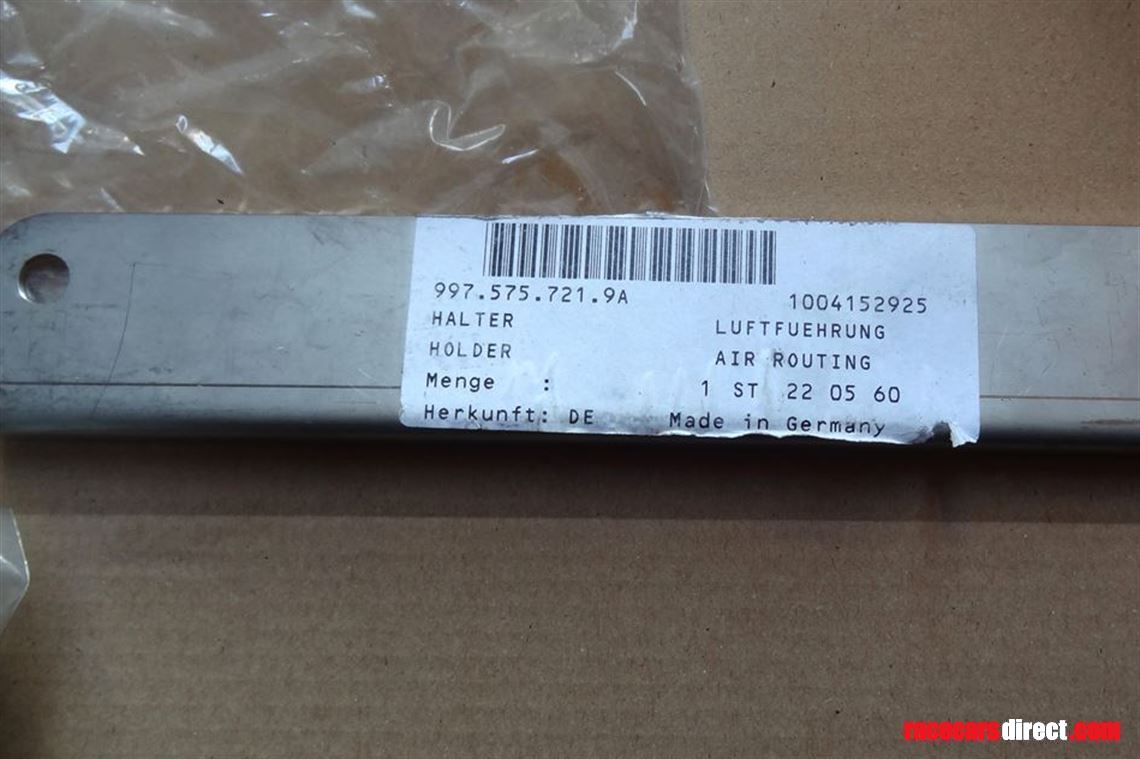 997.575.721.9A 1004152925
HALTER LUFTFUEHRUNG
HOLDER AIR ROUTING
Menge : 1 ST 22 05 60
Herkunft: DE Made in Germany
racecarsdirect.com